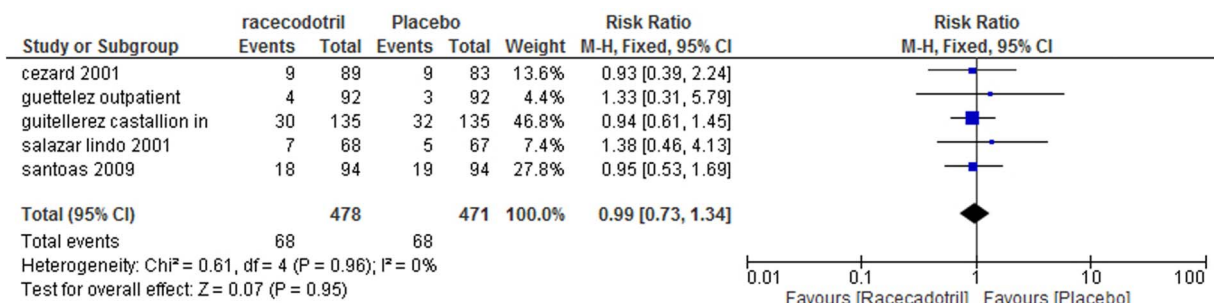 racecodotril Placebo Risk Ratio Risk Ratio
Study or Subgroup Events Total Events Total Weight M-H, Fixed, 95% CI M-H, Fixed, 95% CI
cezard 2001 9 89 9 83 13.6% 0.93 [0.39, 2.24]
guettelez outpatient 4 92 3 92 4.4% 1.33 [0.31, 5.79]
guitellerez castallion in 30 135 32 135 46.8% 0.94 [0.61, 1.45]
salazar lindo 2001 7 68 5 67 7.4% 1.38 [0.46, 4.13]
santoas 2009 18 94 19 94 27.8% 0.95 [0.53, 1.69]
Total (95% CI) 478 471 100.0% 0.99 [0.73, 1.34]
Total events 68 68
Heterogeneity: Chi² = 0.61, df = 4 (P = 0.96); I² = 0%
Test for overall effect: Z = 0.07 (P = 0.95)
0.01 0.1 1 10 100
Favours [Racecadotril] Favours [Placebo]